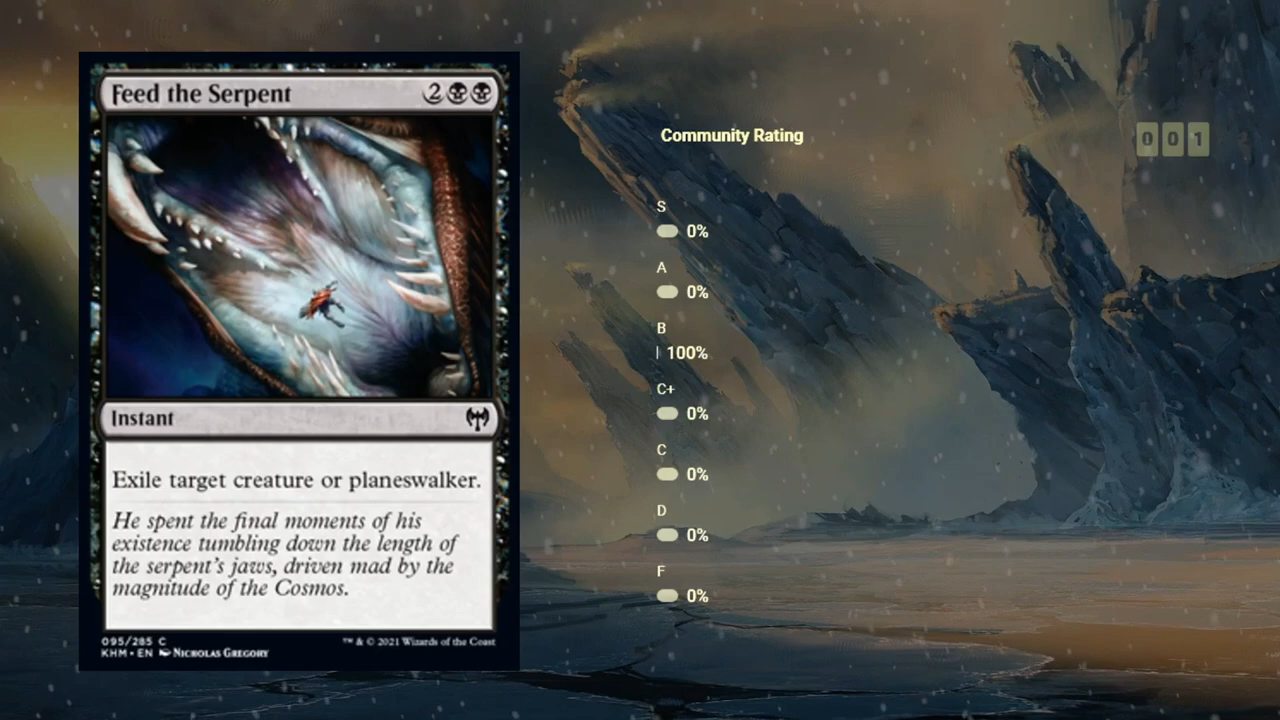 Feed the Serpent 2
Community Rating
001
S
0%
A
0%
B
100%
C+
0%
C
0%
D
0%
F
0%
Instant
Exile target creature or planeswalker.
He spent the final moments of his
existence tumbling down the length of
the serpent's jaws, driven mad by the
magnitude of the Cosmos.
095/285 C
KHM • EN NICHOLAS GREGORY
™ & © 2021 Wizards of the Coast